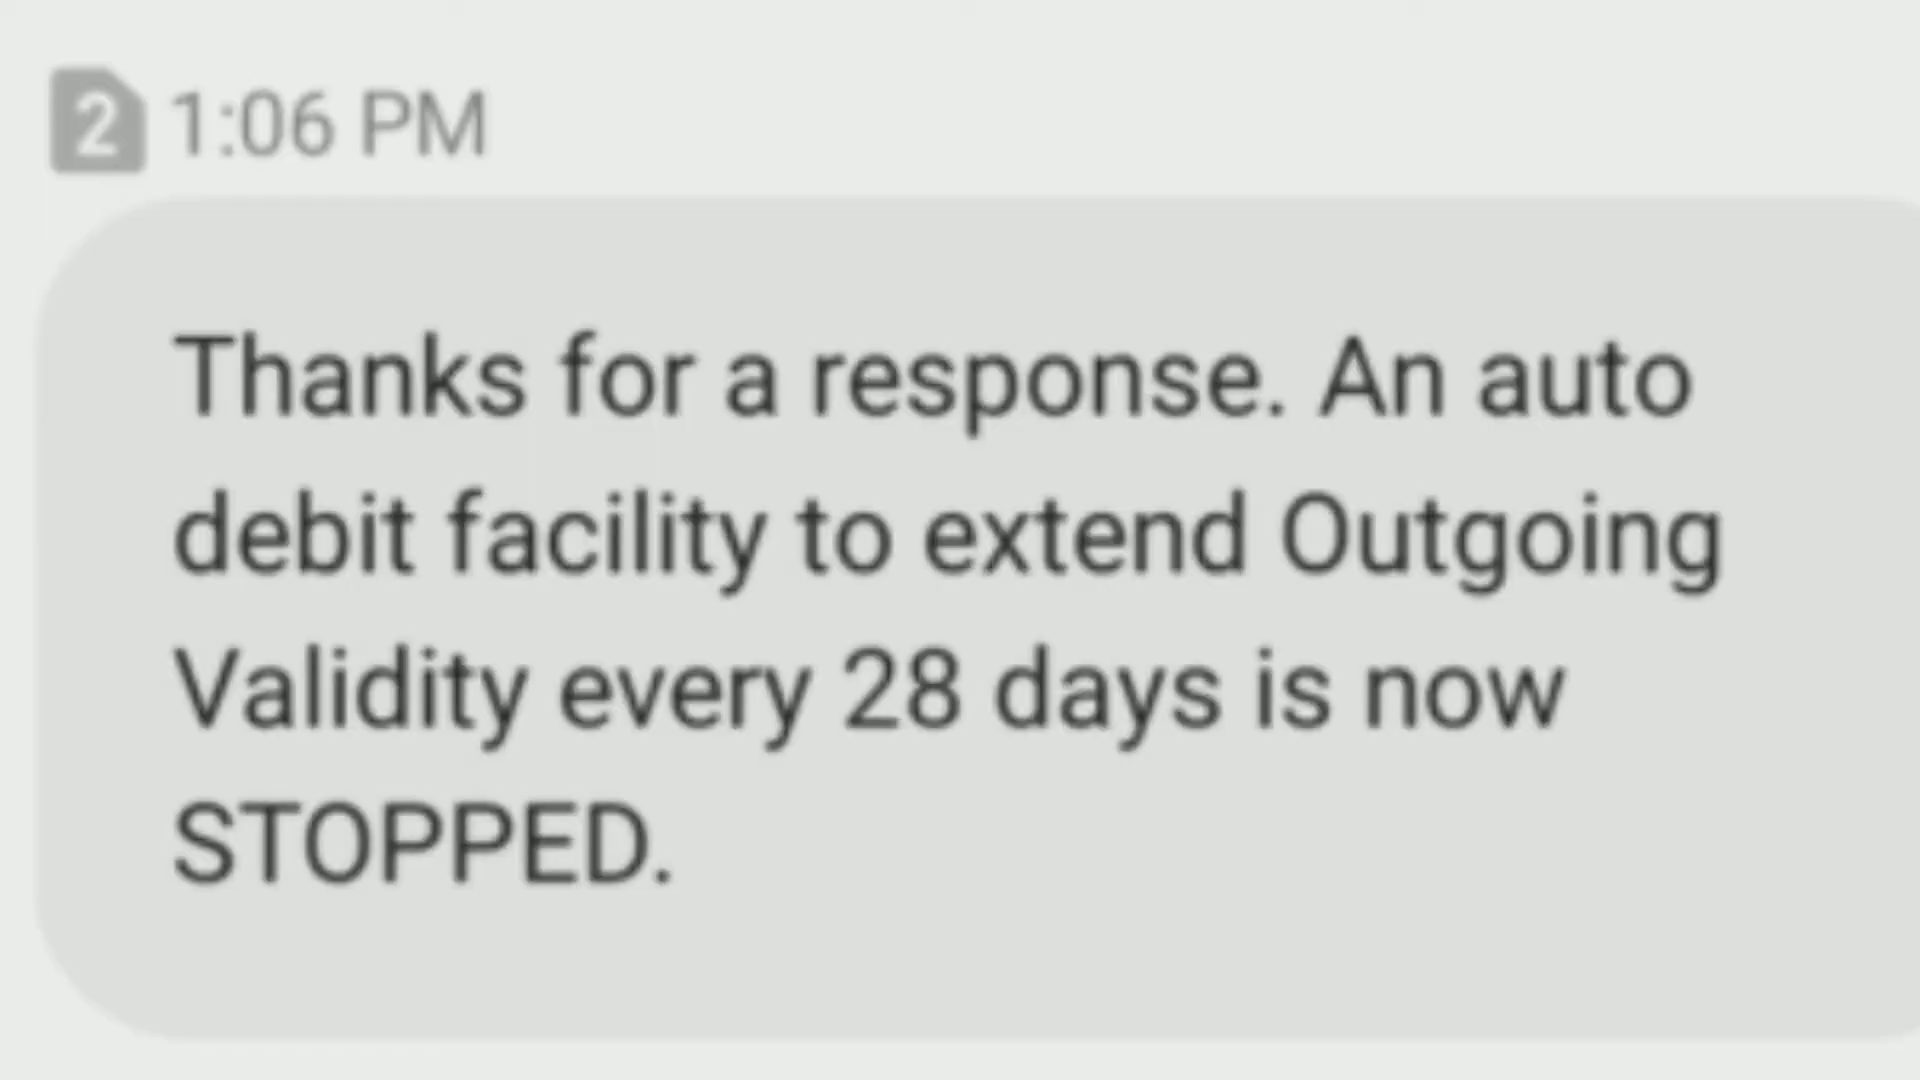 2 1:06 PM
Thanks for a response. An auto
debit facility to extend Outgoing
Validity every 28 days is now
STOPPED.